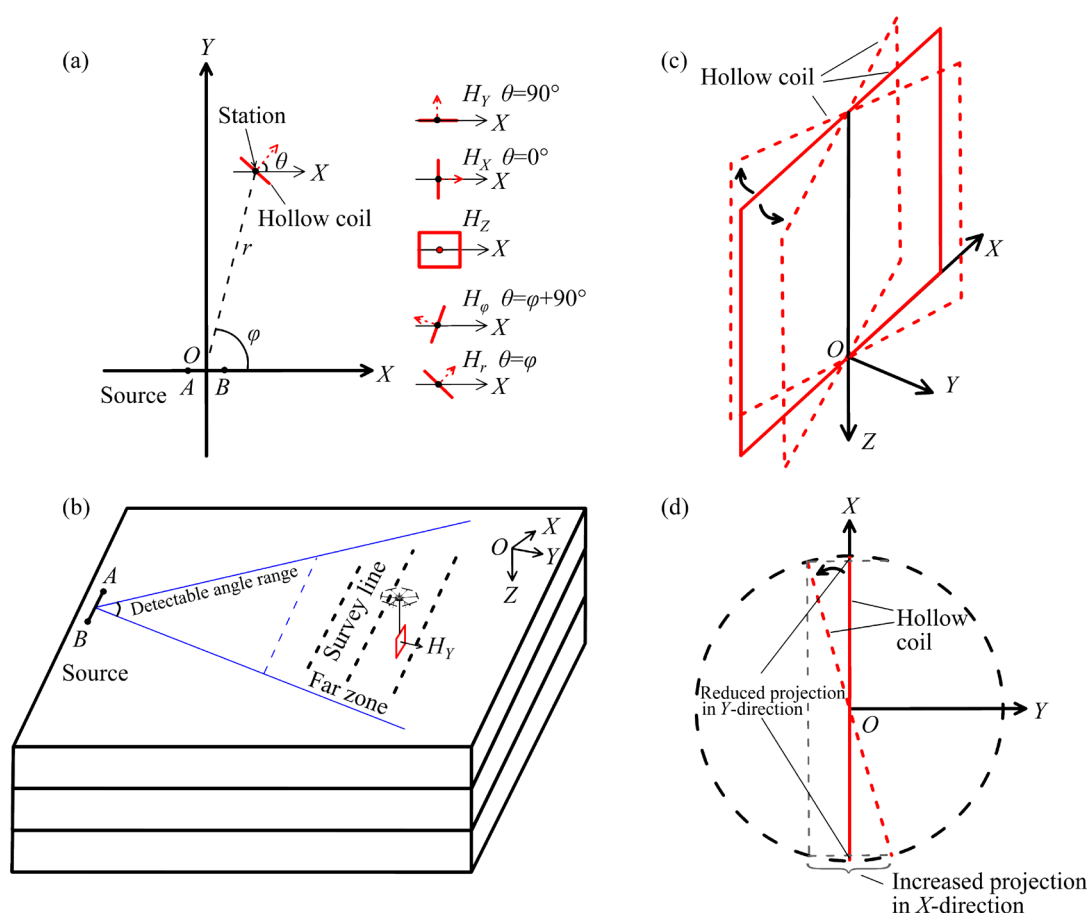 (a)
Y
Station
θ
X
Hollow coil
r
φ
O
X
Source
A
B
H_Y θ=90°
X
H_X θ=0°
X
H_Z
X
H_φ θ=φ+90°
X
H_r θ=φ
X
(b)
A
B
Source
Detectable angle range
Survey line
Far zone
H_Y
O
X
Y
Z
(c)
Hollow coil
X
O
Y
Z
(d)
X
Hollow
coil
Reduced projection
in Y-direction
O
Y
Increased projection
in X-direction